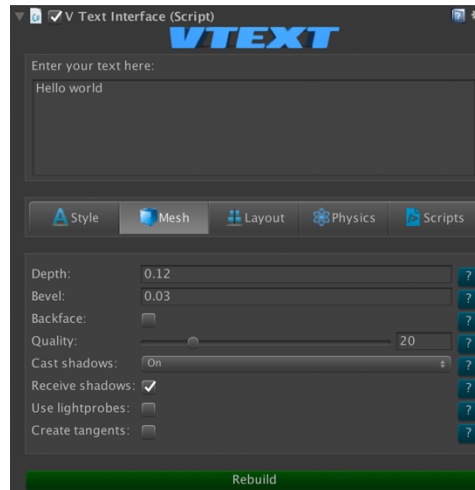 V Text Interface (Script)
VTEXT
Enter your text here:
Hello world
Style Mesh Layout Physics Scripts
Depth: 0.12 ?
Bevel: 0.03 ?
Backface: ?
Quality: 20 ?
Cast shadows: On ?
Receive shadows: ?
Use lightprobes: ?
Create tangents: ?
Rebuild